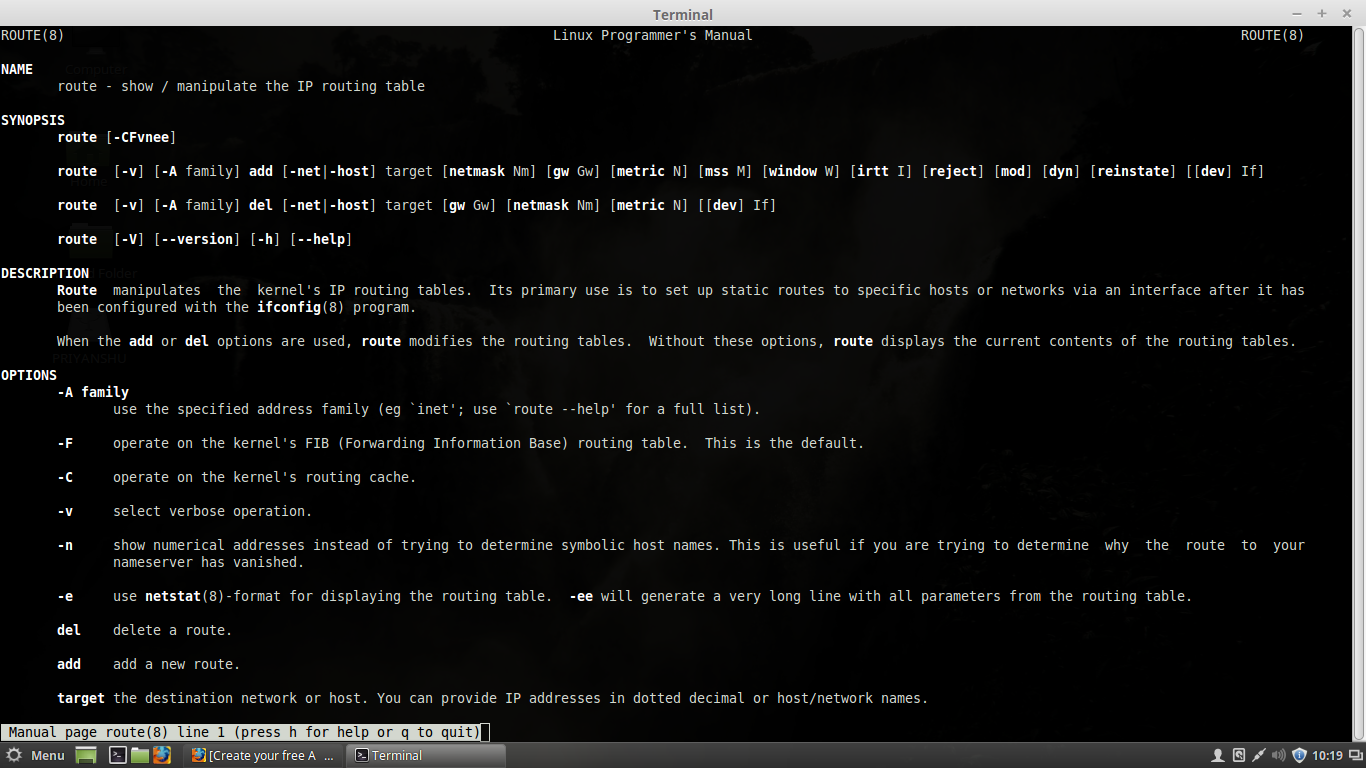 Terminal
ROUTE(8) Linux Programmer's Manual ROUTE(8)
NAME
route - show / manipulate the IP routing table
SYNOPSIS
route [-CFvnee]
route [-v] [-A family] add [-net|-host] target [netmask Nm] [gw Gw] [metric N] [mss M] [window W] [irtt I] [reject] [mod] [dyn] [reinstate] [[dev] If]
route [-v] [-A family] del [-net|-host] target [gw Gw] [netmask Nm] [metric N] [[dev] If]
route [-V] [--version] [-h] [--help]
DESCRIPTION
Route manipulates the kernel's IP routing tables. Its primary use is to set up static routes to specific hosts or networks via an interface after it has
been configured with the ifconfig(8) program.
When the add or del options are used, route modifies the routing tables. Without these options, route displays the current contents of the routing tables.
PRIYANSHU
OPTIONS
-A family
use the specified address family (eg `inet'; use `route --help' for a full list).
-F operate on the kernel's FIB (Forwarding Information Base) routing table. This is the default.
-C operate on the kernel's routing cache.
-v select verbose operation.
-n show numerical addresses instead of trying to determine symbolic host names. This is useful if you are trying to determine why the route to your
nameserver has vanished.
-e use netstat(8)-format for displaying the routing table. -ee will generate a very long line with all parameters from the routing table.
del delete a route.
add add a new route.
target the destination network or host. You can provide IP addresses in dotted decimal or host/network names.
Manual page route(8) line 1 (press h for help or q to quit)
Menu [Create your free A ... Terminal 10:19